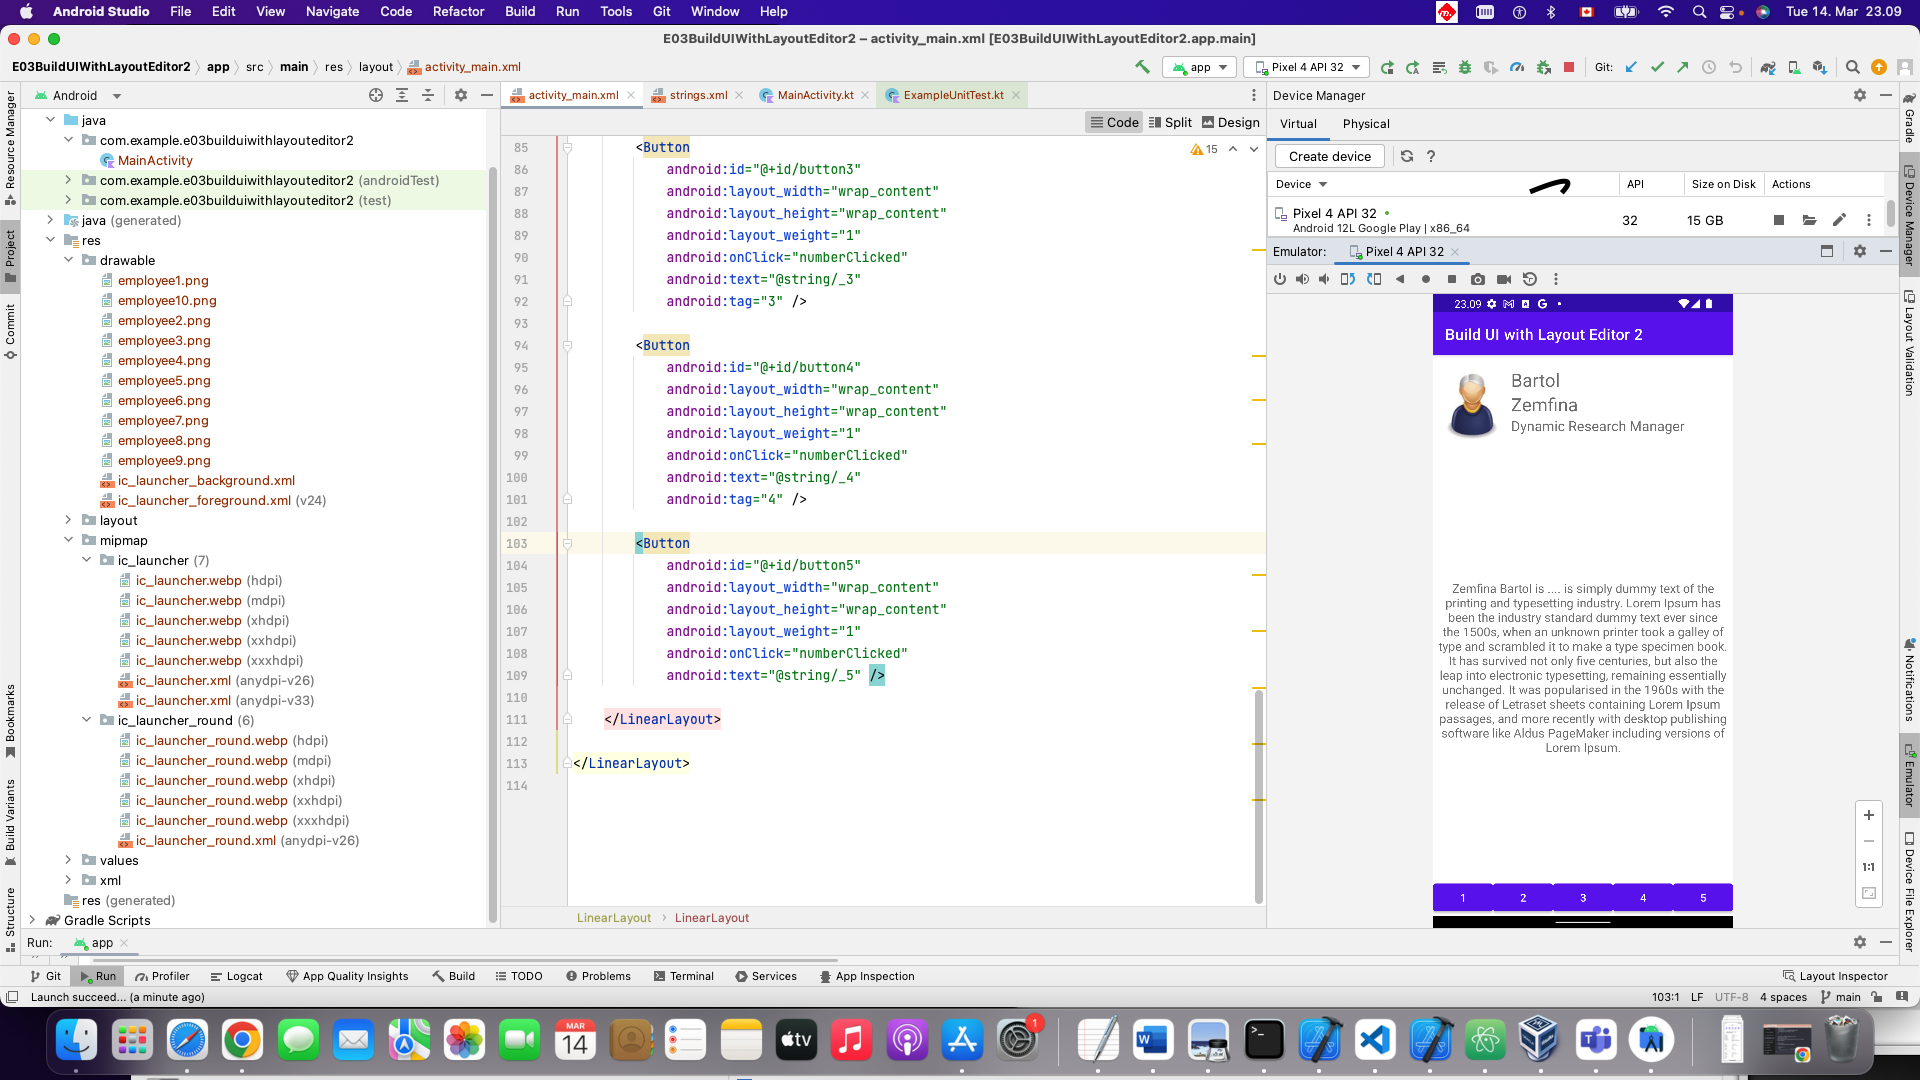 Android Studio File Edit View Navigate Code Refactor Build Run Tools Git Window Help Tue 14. Mar 23.09
E03BuildUIWithLayoutEditor2 – activity_main.xml [E03BuildUIWithLayoutEditor2.app.main]
E03BuildUIWithLayoutEditor2 app src main res layout activity_main.xml app Pixel 4 API 32 Git:
Android
activity_main.xml strings.xml MainActivity.kt ExampleUnitTest.kt
Code Split Design
15
Resource Manager
Project
Commit
Bookmarks
Build Variants
Structure
java
com.example.e03builduiwithlayouteditor2
MainActivity
com.example.e03builduiwithlayouteditor2 (androidTest)
com.example.e03builduiwithlayouteditor2 (test)
java (generated)
res
drawable
employee1.png
employee10.png
employee2.png
employee3.png
employee4.png
employee5.png
employee6.png
employee7.png
employee8.png
employee9.png
ic_launcher_background.xml
ic_launcher_foreground.xml (v24)
layout
mipmap
ic_launcher (7)
ic_launcher.webp (hdpi)
ic_launcher.webp (mdpi)
ic_launcher.webp (xhdpi)
ic_launcher.webp (xxhdpi)
ic_launcher.webp (xxxhdpi)
ic_launcher.xml (anydpi-v26)
ic_launcher.xml (anydpi-v33)
ic_launcher_round (6)
ic_launcher_round.webp (hdpi)
ic_launcher_round.webp (mdpi)
ic_launcher_round.webp (xhdpi)
ic_launcher_round.webp (xxhdpi)
ic_launcher_round.webp (xxxhdpi)
ic_launcher_round.xml (anydpi-v26)
values
xml
res (generated)
Gradle Scripts
85 <Button
86 android:id="@+id/button3"
87 android:layout_width="wrap_content"
88 android:layout_height="wrap_content"
89 android:layout_weight="1"
90 android:onClick="numberClicked"
91 android:text="@string/_3"
92 android:tag="3" />
93
94 <Button
95 android:id="@+id/button4"
96 android:layout_width="wrap_content"
97 android:layout_height="wrap_content"
98 android:layout_weight="1"
99 android:onClick="numberClicked"
100 android:text="@string/_4"
101 android:tag="4" />
102
103 <Button
104 android:id="@+id/button5"
105 android:layout_width="wrap_content"
106 android:layout_height="wrap_content"
107 android:layout_weight="1"
108 android:onClick="numberClicked"
109 android:text="@string/_5" />
110
111 </LinearLayout>
112
113 </LinearLayout>
114
LinearLayout LinearLayout
Device Manager
Virtual Physical
Create device ?
Device API Size on Disk Actions
Pixel 4 API 32 32 15 GB
Android 12L Google Play | x86_64
Emulator: Pixel 4 API 32
23.09
Build UI with Layout Editor 2
Bartol
Zemfina
Dynamic Research Manager
Zemfina Bartol is .... is simply dummy text of the
printing and typesetting industry. Lorem Ipsum has
been the industry standard dummy text ever since
the 1500s, when an unknown printer took a galley of
type and scrambled it to make a type specimen book.
It has survived not only five centuries, but also the
leap into electronic typesetting, remaining essentially
unchanged. It was popularised in the 1960s with the
release of Letraset sheets containing Lorem Ipsum
passages, and more recently with desktop publishing
software like Aldus PageMaker including versions of
Lorem Ipsum.
1 2 3 4 5
1:1
Gradle
Device Manager
Layout Validation
Notifications
Emulator
Device File Explorer
Run: app
Git Run Profiler Logcat App Quality Insights Build TODO Problems Terminal Services App Inspection Layout Inspector
Launch succeed... (a minute ago) 103:1 LF UTF-8 4 spaces main
MAR
14
tv
1